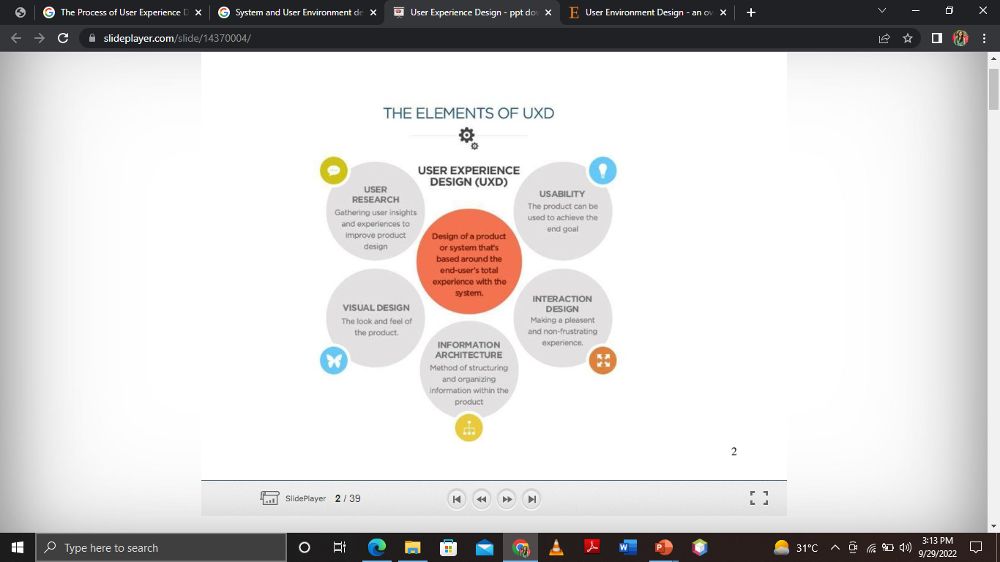 The Process of User Experience D
System and User Environment de
User Experience Design - ppt dow
User Environment Design - an ov
slideplayer.com/slide/14370004/
THE ELEMENTS OF UXD
USER EXPERIENCE
DESIGN (UXD)
USER
RESEARCH
Gathering user insights
and experiences to
improve product
design
USABILITY
The product can be
used to achieve the
end goal
Design of a product
or system that's
based around the
end-user's total
experience with the
system.
VISUAL DESIGN
The look and feel of
the product.
INTERACTION
DESIGN
Making a pleasent
and non-frustrating
experience.
INFORMATION
ARCHITECTURE
Method of structuring
and organizing
information within the
product
2
SlidePlayer 2 / 39
Type here to search
31°C
3:13 PM
9/29/2022